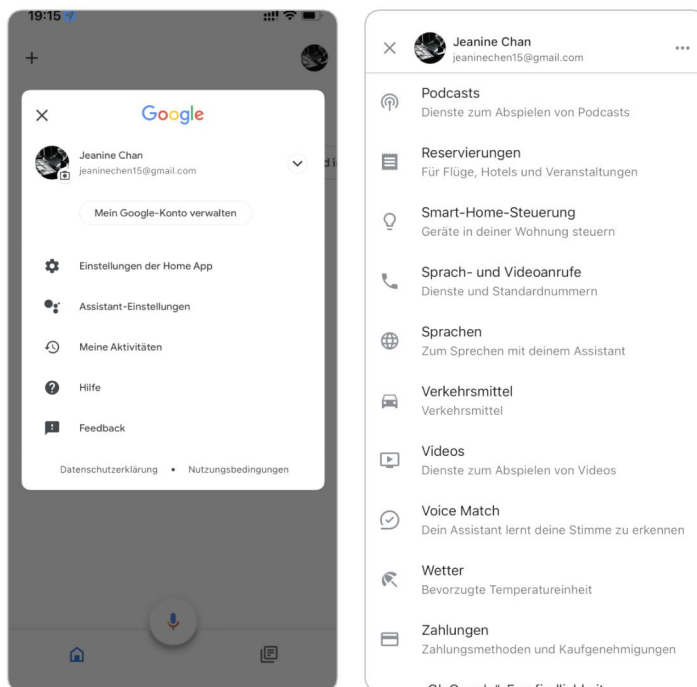 19:15
Google
Jeanine Chan
jeaninechen15@gmail.com
Mein Google-Konto verwalten
Einstellungen der Home App
Assistant-Einstellungen
Meine Aktivitäten
Hilfe
Feedback
Datenschutzerklärung • Nutzungsbedingungen
Jeanine Chan
jeaninechen15@gmail.com
Podcasts
Dienste zum Abspielen von Podcasts
Reservierungen
Für Flüge, Hotels und Veranstaltungen
Smart-Home-Steuerung
Geräte in deiner Wohnung steuern
Sprach- und Videoanrufe
Dienste und Standardnummern
Sprachen
Zum Sprechen mit deinem Assistant
Verkehrsmittel
Verkehrsmittel
Videos
Dienste zum Abspielen von Videos
Voice Match
Dein Assistant lernt deine Stimme zu erkennen
Wetter
Bevorzugte Temperatureinheit
Zahlungen
Zahlungsmethoden und Kaufgenehmigungen